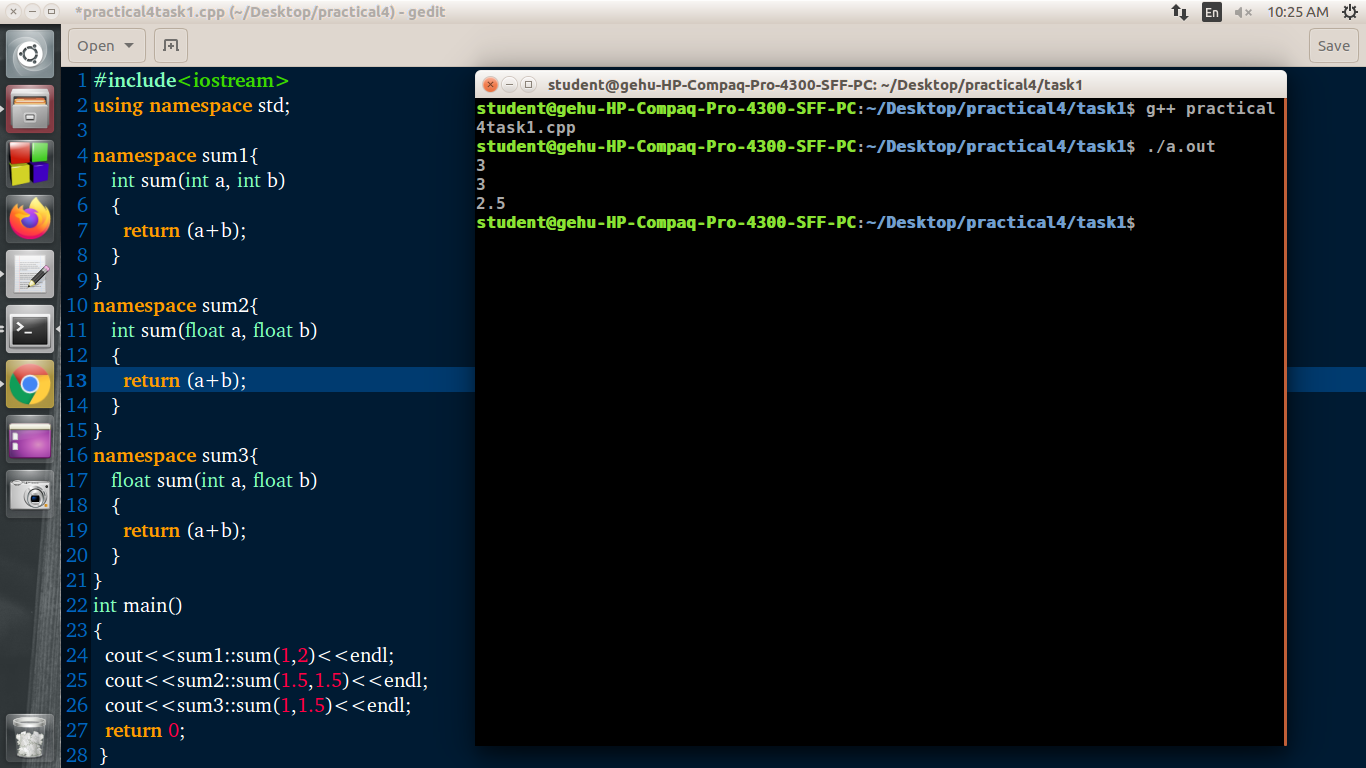 *practical4task1.cpp (~/Desktop/practical4) - gedit
En
10:25 AM
Open
Save
1 #include<iostream>
2 using namespace std;
3
4 namespace sum1{
5 int sum(int a, int b)
6 {
7 return (a+b);
8 }
9 }
10 namespace sum2{
11 int sum(float a, float b)
12 {
13 return (a+b);
14 }
15 }
16 namespace sum3{
17 float sum(int a, float b)
18 {
19 return (a+b);
20 }
21 }
22 int main()
23 {
24 cout<<sum1::sum(1,2)<<endl;
25 cout<<sum2::sum(1.5,1.5)<<endl;
26 cout<<sum3::sum(1,1.5)<<endl;
27 return 0;
28 }
student@gehu-HP-Compaq-Pro-4300-SFF-PC: ~/Desktop/practical4/task1
student@gehu-HP-Compaq-Pro-4300-SFF-PC:~/Desktop/practical4/task1$ g++ practical
4task1.cpp
student@gehu-HP-Compaq-Pro-4300-SFF-PC:~/Desktop/practical4/task1$ ./a.out
3
3
2.5
student@gehu-HP-Compaq-Pro-4300-SFF-PC:~/Desktop/practical4/task1$